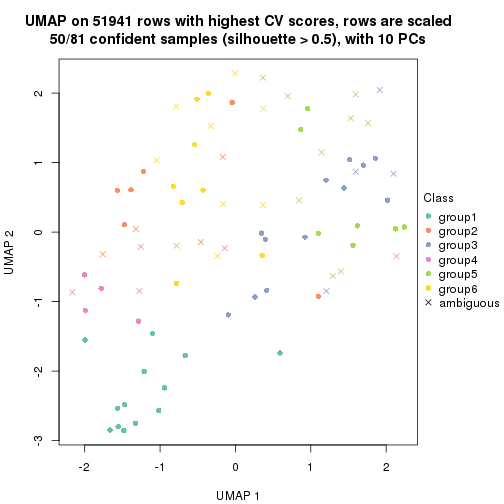 UMAP on 51941 rows with highest CV scores, rows are scaled
50/81 confident samples (silhouette > 0.5), with 10 PCs
2
1
0
-1
-2
-3
UMAP 2
-2
-1
0
1
2
UMAP 1
Class
group1
group2
group3
group4
group5
group6
ambiguous